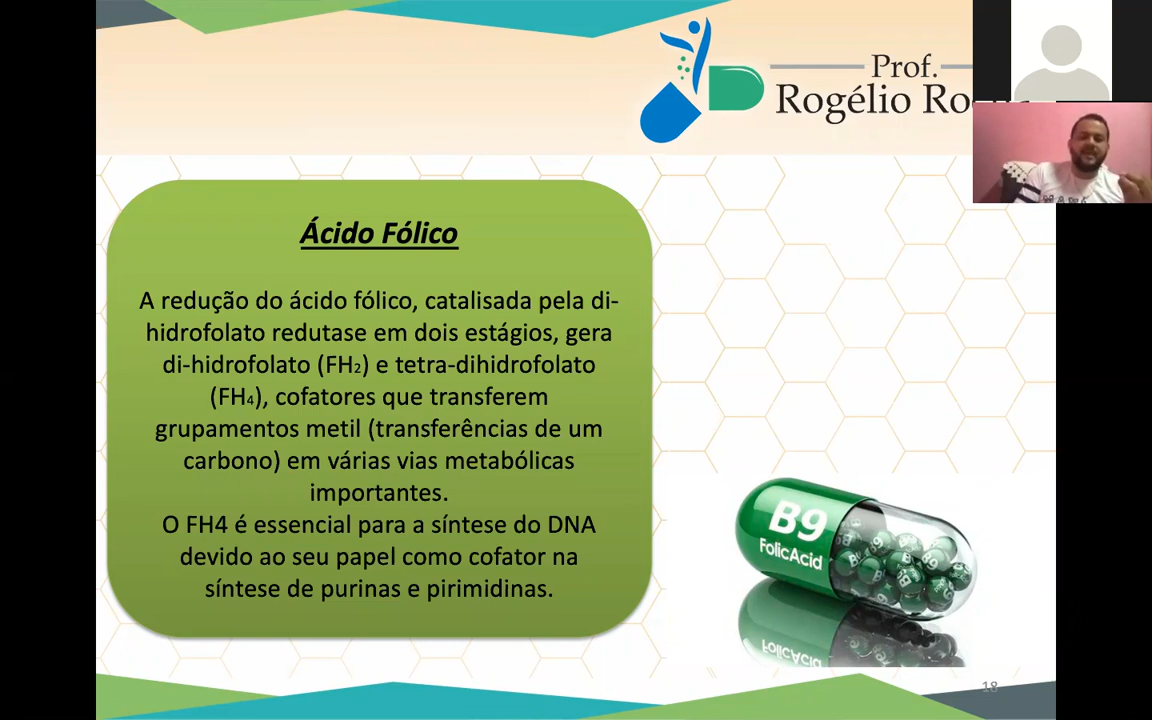 Prof.
Rogélio
Ácido Fólico
A redução do ácido fólico, catalisada pela di-
hidrofolato redutase em dois estágios, gera
di-hidrofolato (FH₂) e tetra-dihidrofolato
(FH₄), cofatores que transferem
grupamentos metil (transferências de um
carbono) em várias vias metabólicas
importantes.
O FH4 é essencial para a síntese do DNA
devido ao seu papel como cofator na
síntese de purinas e pirimidinas.
B9
FolicAcid
18